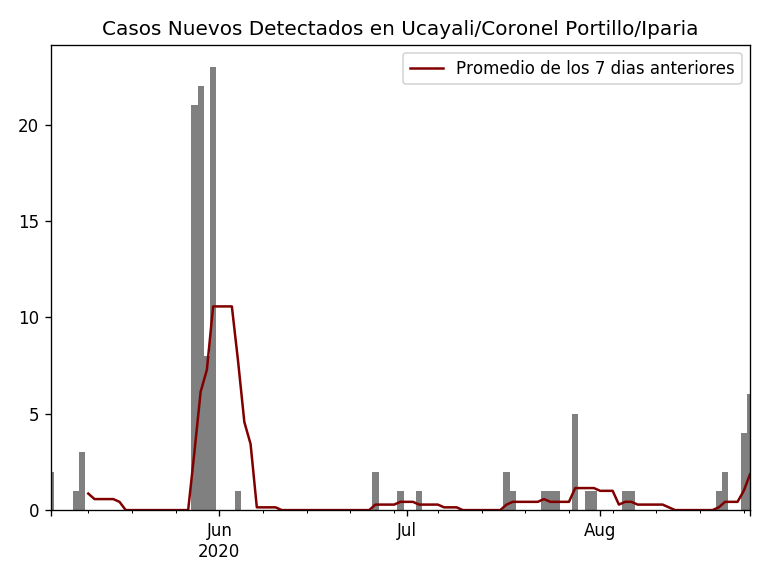 Casos Nuevos Detectados en Ucayali/Coronel Portillo/Iparia
Promedio de los 7 dias anteriores
20
15
10
5
0
Jun
2020
Jul
Aug